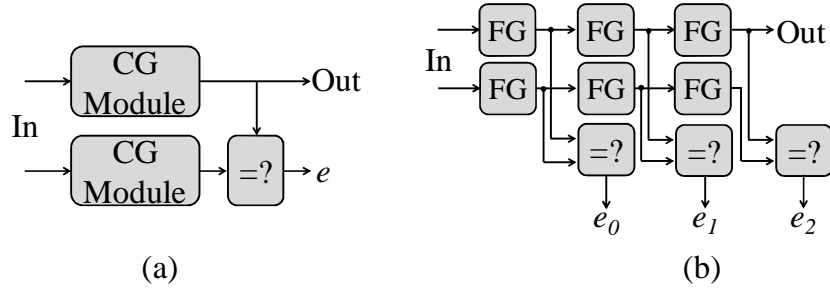 CG
Module
Out
In
CG
Module
=?
e
(a)
FG
FG
FG
Out
In
FG
FG
FG
=?
=?
=?
e0
e1
e2
(b)